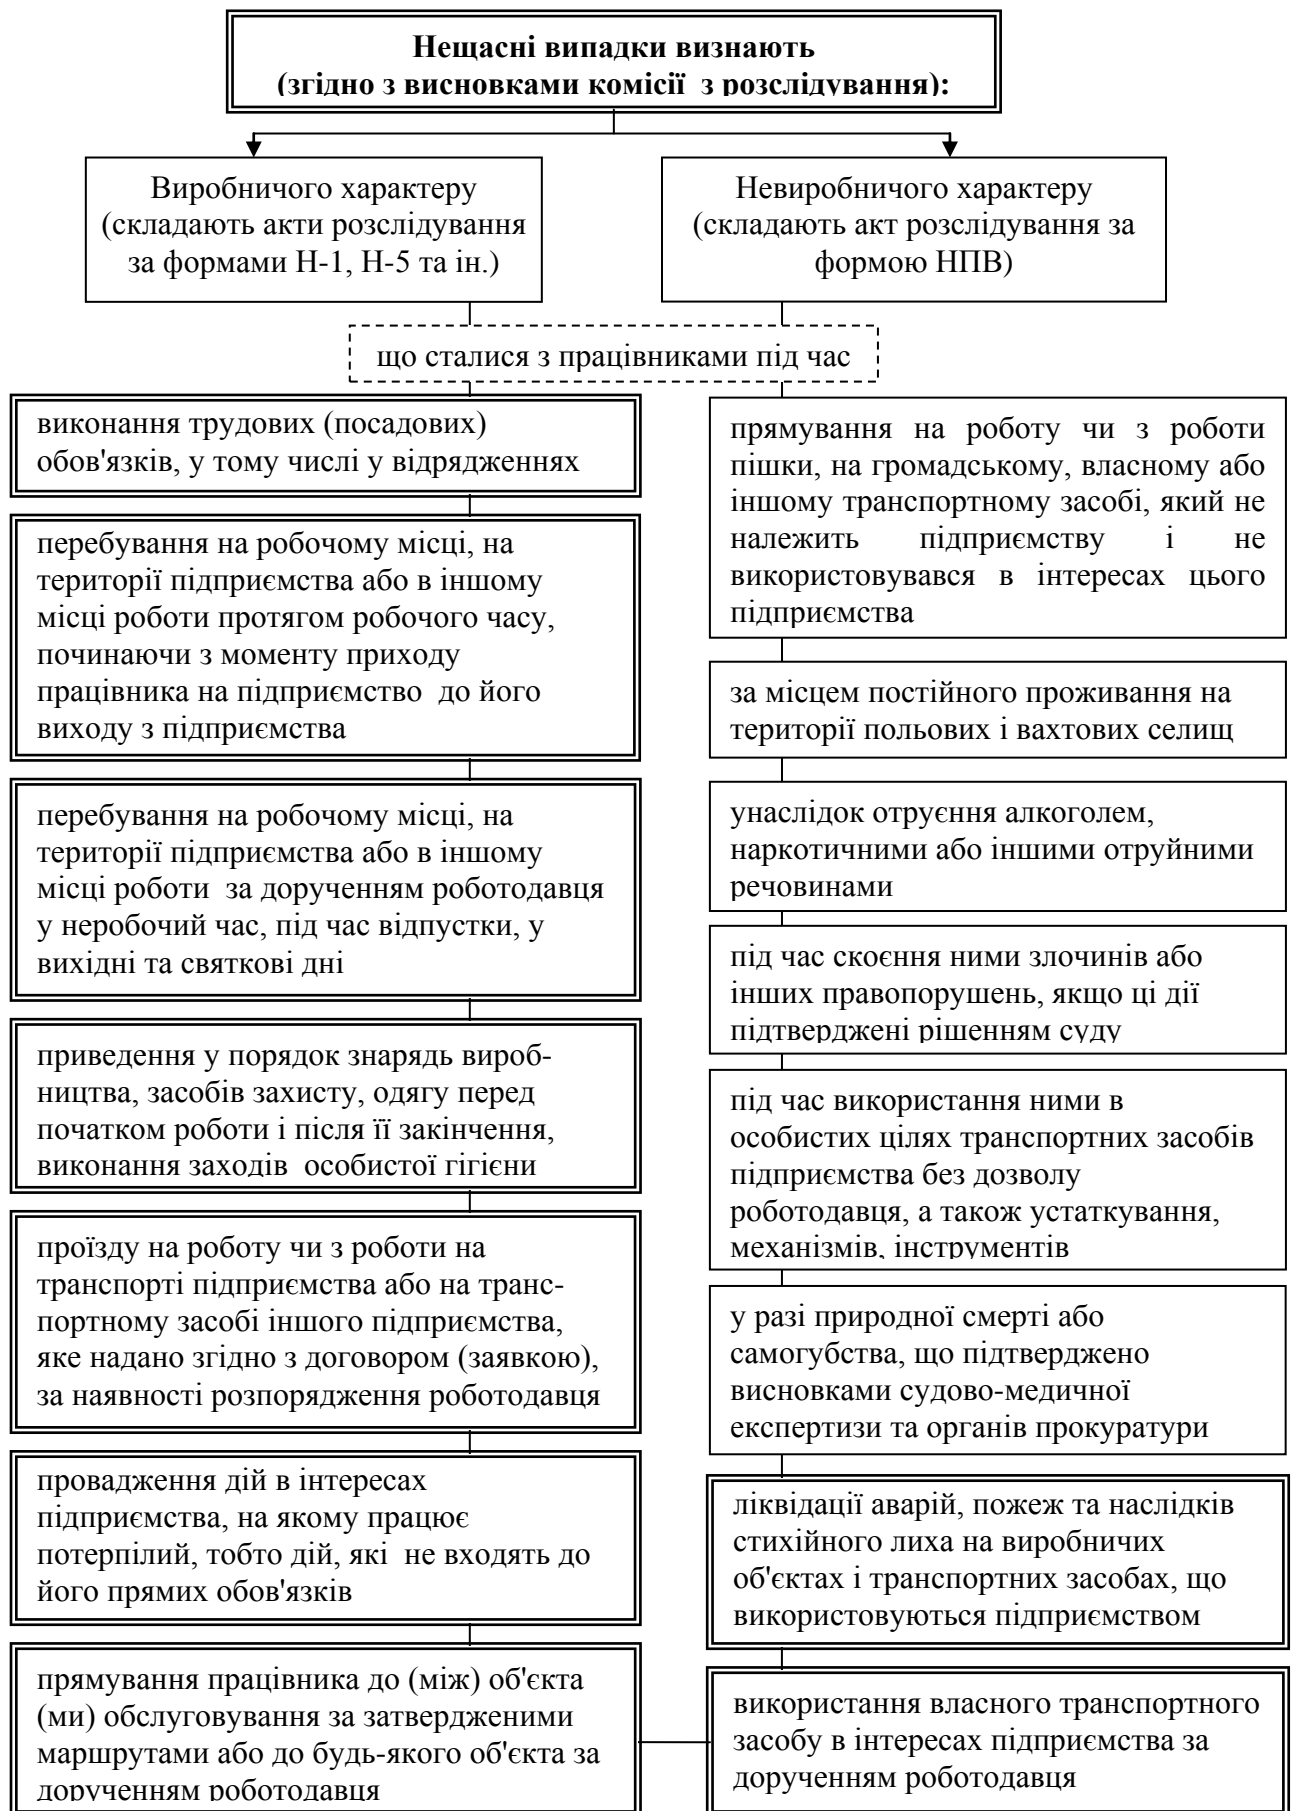 Нещасні випадки визнають
(згідно з висновками комісії з розслідування):
Виробничого характеру
(складають акти розслідування
за формами Н-1, Н-5 та ін.)
Невиробничого характеру
(складають акт розслідування за
формою НПВ)
що сталися з працівниками під час
виконання трудових (посадових)
обов'язків, у тому числі у відрядженнях
перебування на робочому місці, на
території підприємства або в іншому
місці роботи протягом робочого часу,
починаючи з моменту приходу
працівника на підприємство до його
виходу з підприємства
перебування на робочому місці, на
території підприємства або в іншому
місці роботи за дорученням роботодавця
у неробочий час, під час відпустки, у
вихідні та святкові дні
приведення у порядок знарядь вироб-
ництва, засобів захисту, одягу перед
початком роботи і після її закінчення,
виконання заходів особистої гігієни
проїзду на роботу чи з роботи на
транспорті підприємства або на транс-
портному засобі іншого підприємства,
яке надано згідно з договором (заявкою),
за наявності розпорядження роботодавця
провадження дій в інтересах
підприємства, на якому працює
потерпілий, тобто дій, які не входять до
його прямих обов'язків
прямування працівника до (між) об'єкта
(ми) обслуговування за затвердженими
маршрутами або до будь-якого об'єкта за
дорученням роботодавця
прямування на роботу чи з роботи
пішки, на громадському, власному або
іншому транспортному засобі, який не
належить підприємству і не
використовувався в інтересах цього
підприємства
за місцем постійного проживання на
території польових і вахтових селищ
унаслідок отруєння алкоголем,
наркотичними або іншими отруйними
речовинами
під час скоєння ними злочинів або
інших правопорушень, якщо ці дії
підтверджені рішенням суду
під час використання ними в
особистих цілях транспортних засобів
підприємства без дозволу
роботодавця, а також устаткування,
механізмів, інструментів
у разі природної смерті або
самогубства, що підтверджено
висновками судово-медичної
експертизи та органів прокуратури
ліквідації аварій, пожеж та наслідків
стихійного лиха на виробничих
об'єктах і транспортних засобах, що
використовуються підприємством
використання власного транспортного
засобу в інтересах підприємства за
дорученням роботодавця